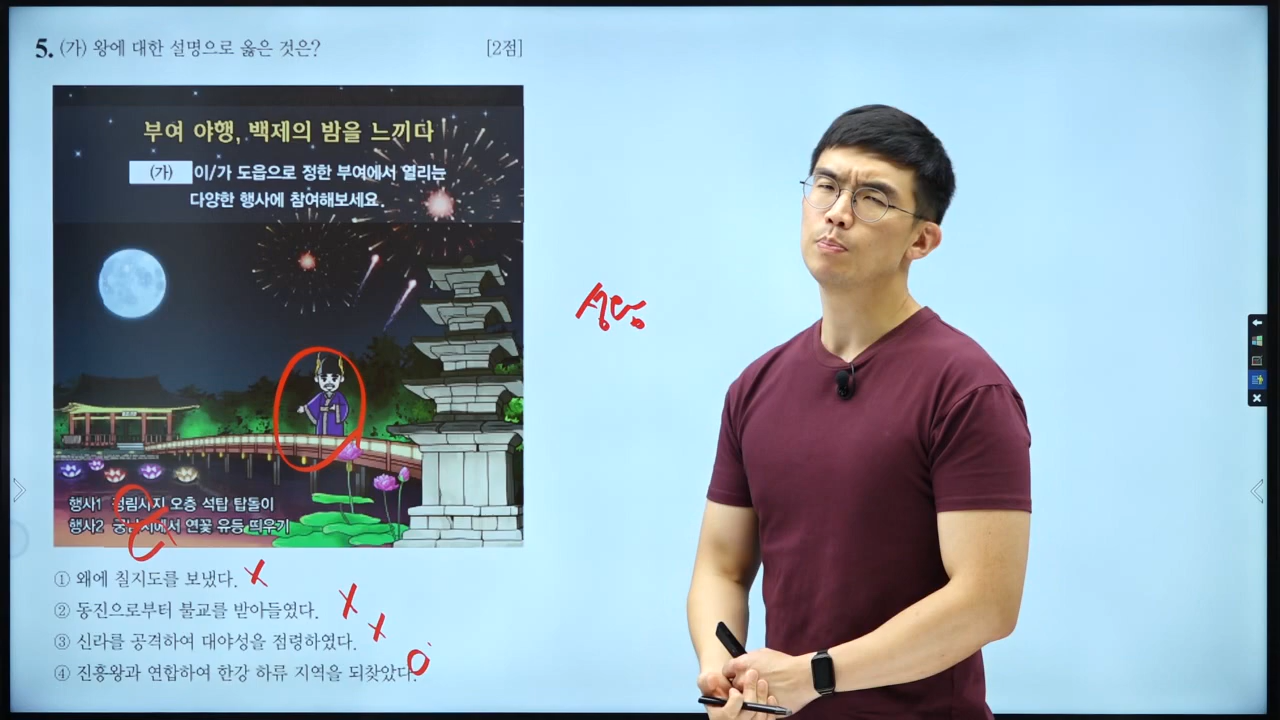 5. (가) 왕에 대한 설명으로 옳은 것은? [2점]
부여 야행, 백제의 밤을 느끼다
(가) 이/가 도읍으로 정한 부여에서 열리는
다양한 행사에 참여해보세요.
성왕
행사1 정림사지 오층 석탑 탑돌이
행사2 궁남지에서 연꽃 유등 띄우기
① 왜에 칠지도를 보냈다. X
② 동진으로부터 불교를 받아들였다. X
③ 신라를 공격하여 대야성을 점령하였다. X
④ 진흥왕과 연합하여 한강 하류 지역을 되찾았다. O